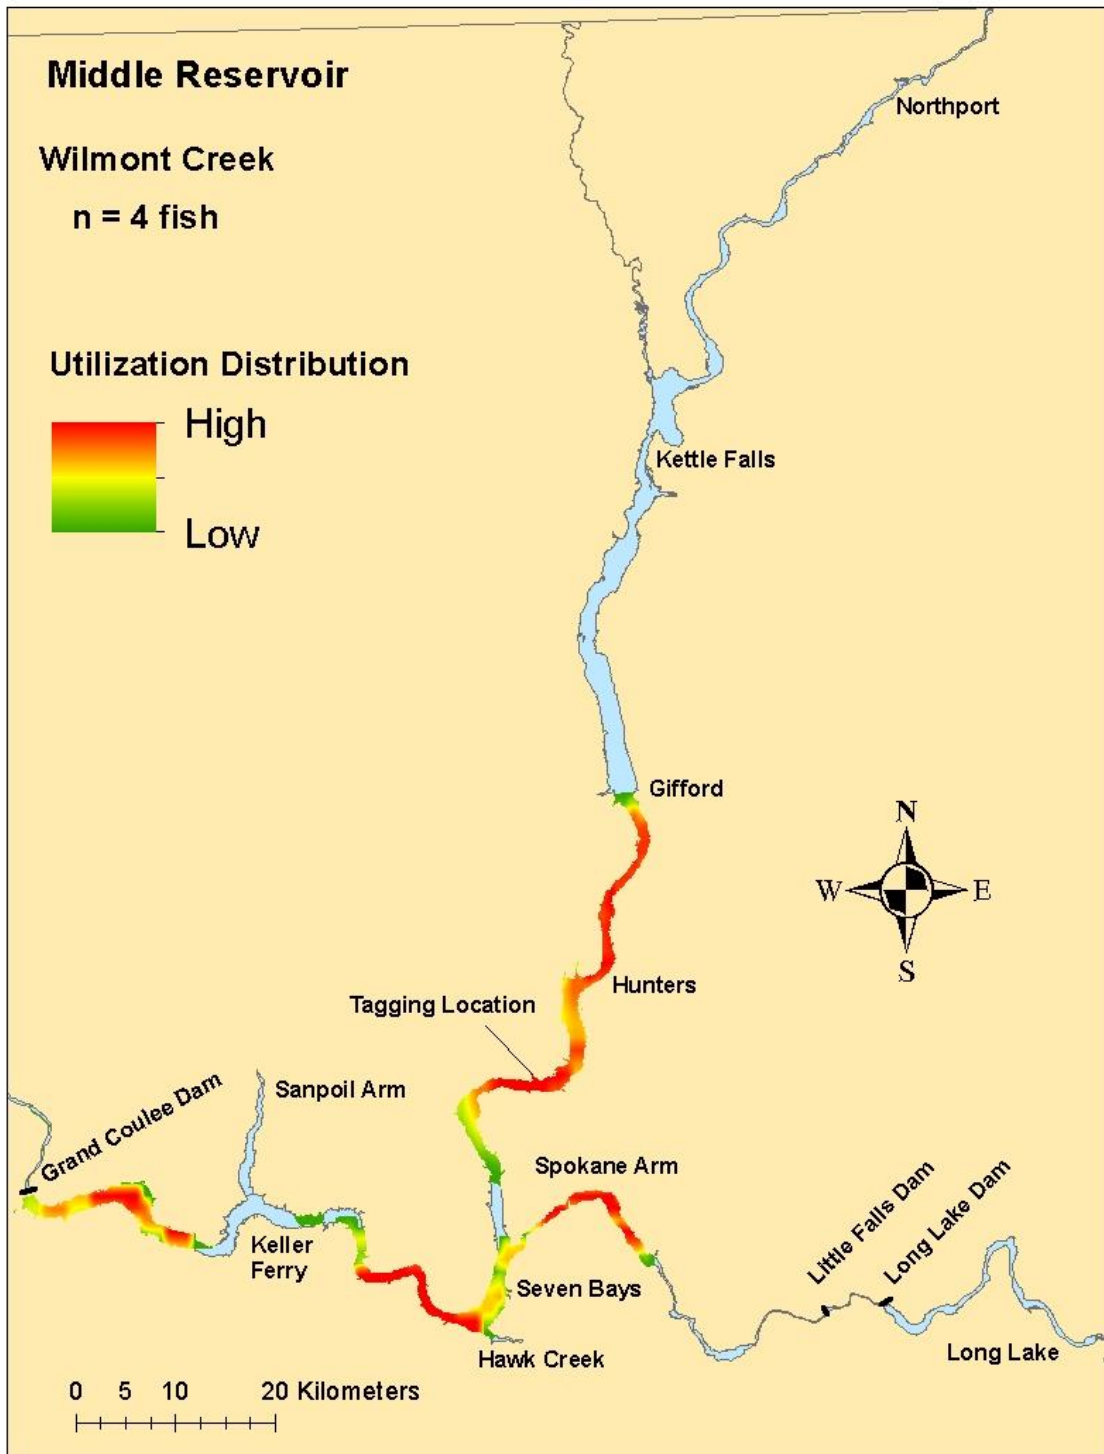 Middle Reservoir
Wilmont Creek
n = 4 fish
Utilization Distribution
High
Low
Northport
Kettle Falls
Gifford
N
W
E
S
Hunters
Tagging Location
Sanpoil Arm
Grand Coulee Dam
Spokane Arm
Little Falls Dam
Long Lake Dam
Keller
Ferry
Seven Bays
Hawk Creek
Long Lake
0 5 10 20 Kilometers